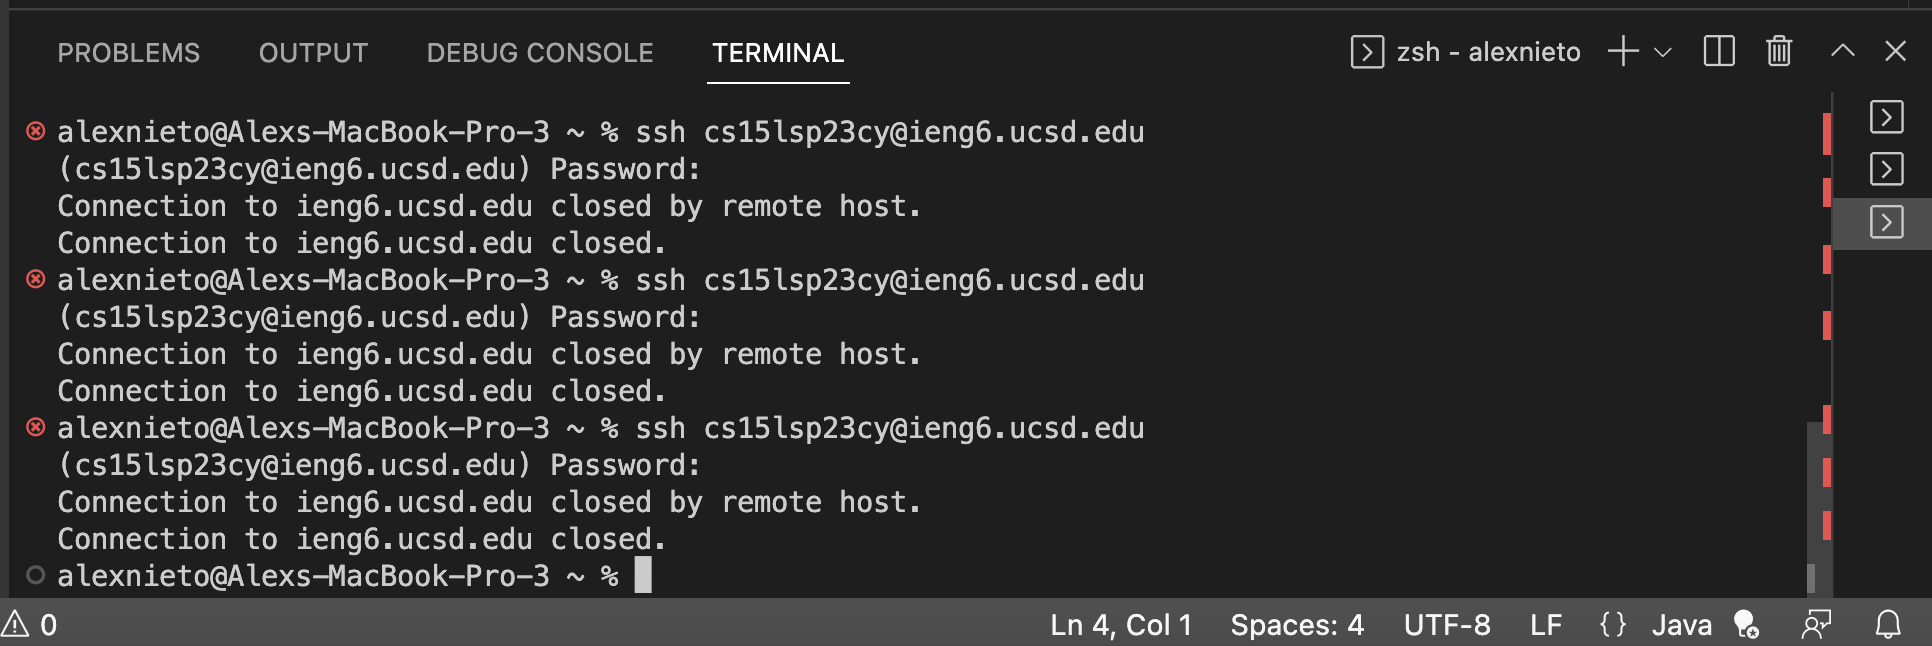 PROBLEMS OUTPUT DEBUG CONSOLE TERMINAL zsh - alexnieto
alexnieto@Alexs-MacBook-Pro-3 ~ % ssh cs15lsp23cy@ieng6.ucsd.edu
(cs15lsp23cy@ieng6.ucsd.edu) Password:
Connection to ieng6.ucsd.edu closed by remote host.
Connection to ieng6.ucsd.edu closed.
alexnieto@Alexs-MacBook-Pro-3 ~ % ssh cs15lsp23cy@ieng6.ucsd.edu
(cs15lsp23cy@ieng6.ucsd.edu) Password:
Connection to ieng6.ucsd.edu closed by remote host.
Connection to ieng6.ucsd.edu closed.
alexnieto@Alexs-MacBook-Pro-3 ~ % ssh cs15lsp23cy@ieng6.ucsd.edu
(cs15lsp23cy@ieng6.ucsd.edu) Password:
Connection to ieng6.ucsd.edu closed by remote host.
Connection to ieng6.ucsd.edu closed.
alexnieto@Alexs-MacBook-Pro-3 ~ %
0 Ln 4, Col 1 Spaces: 4 UTF-8 LF {} Java